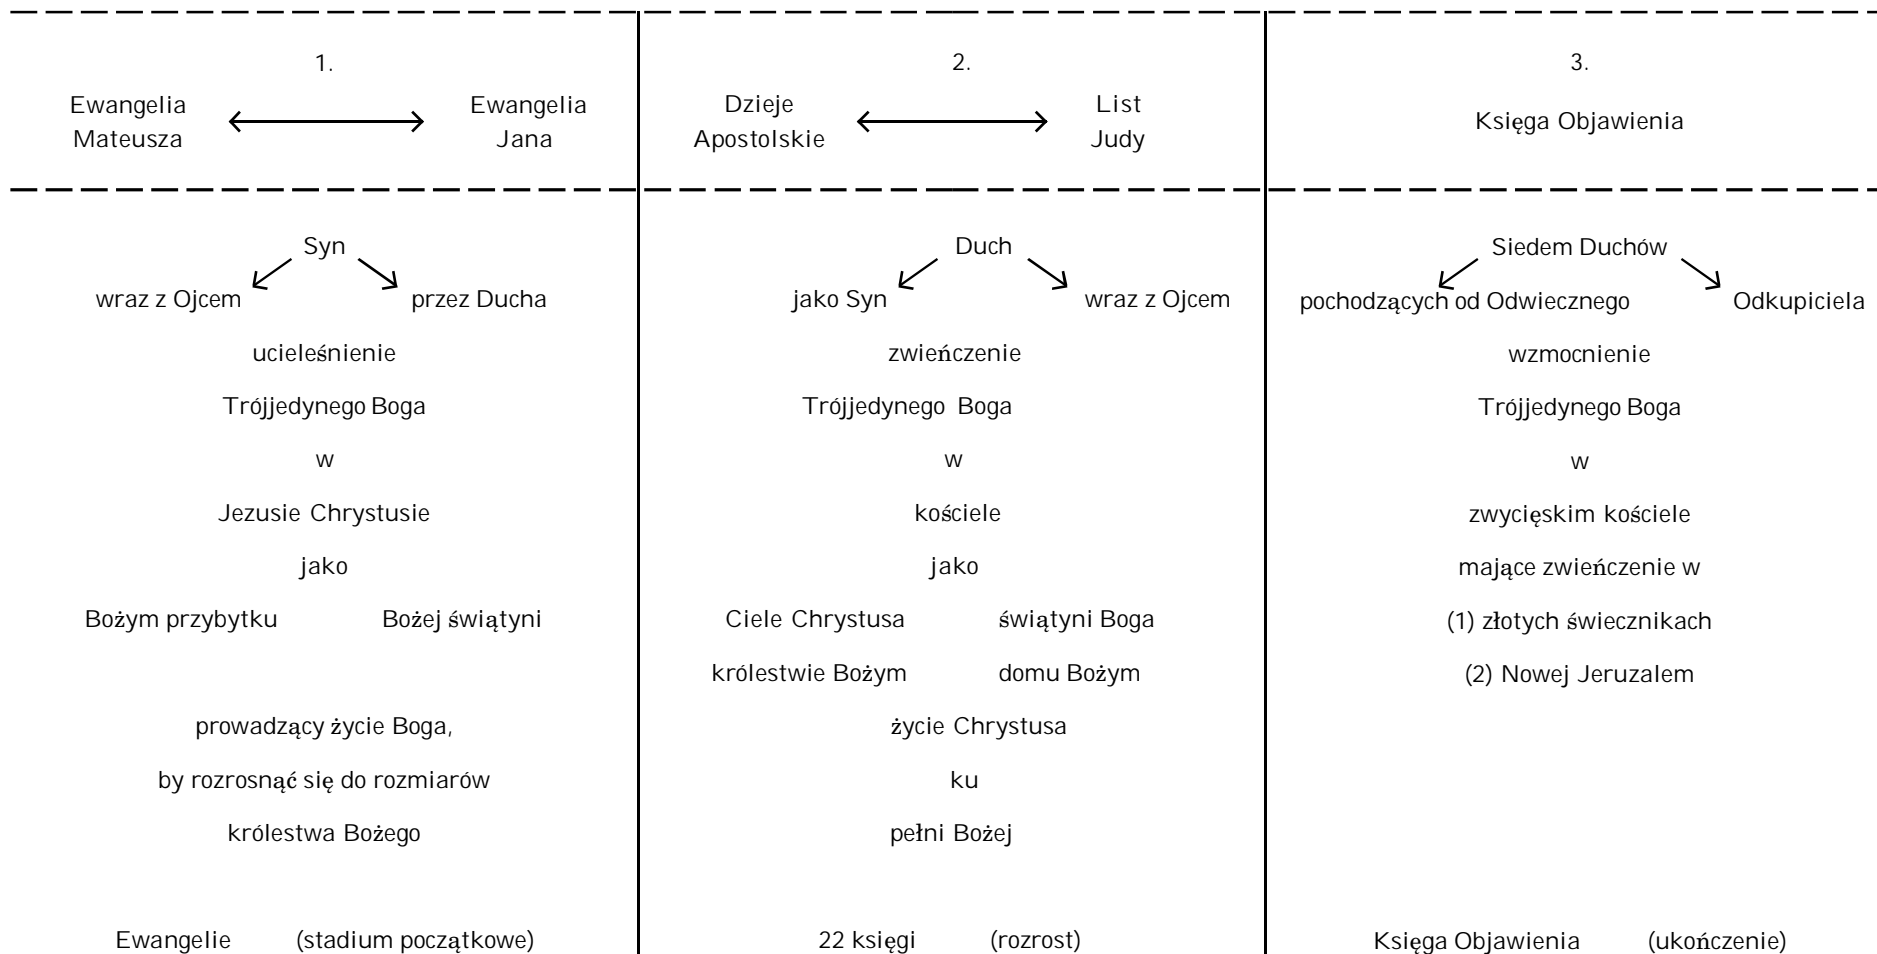 1.
Ewangelia
Mateusza
Ewangelia
Jana
Syn
wraz z Ojcem
przez Ducha
ucieleśnienie
Trójjedynego Boga
w
Jezusie Chrystusie
jako
Bożym przybytku
Bożej świątyni
prowadzący życie Boga,
by rozrosnąć się do rozmiarów
królestwa Bożego
Ewangelie (stadium początkowe)
2.
Dzieje
Apostolskie
List
Judy
Duch
jako Syn
wraz z Ojcem
zwieńczenie
Trójjedynego Boga
w
kościele
jako
Ciele Chrystusa
świątyni Boga
królestwie Bożym
domu Bożym
życie Chrystusa
ku
pełni Bożej
22 księgi (rozrost)
3.
Księga Objawienia
Siedem Duchów
pochodzących od Odwiecznego
Odkupiciela
wzmocnienie
Trójjedynego Boga
w
zwycięskim kościele
mające zwieńczenie w
(1) złotych świecznikach
(2) Nowej Jeruzalem
Księga Objawienia (ukończenie)